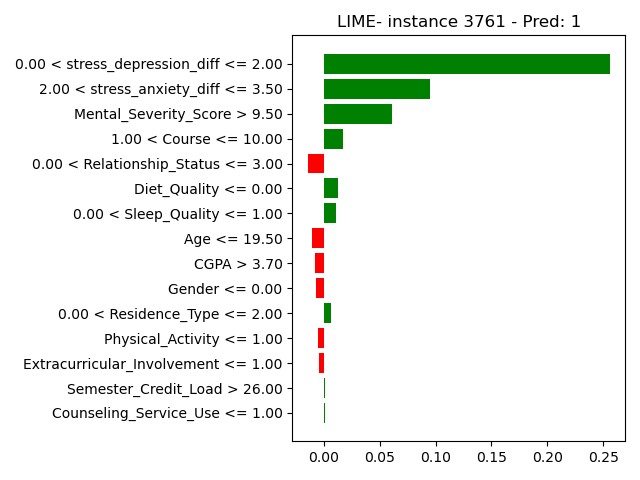 LIME- instance 3761 - Pred: 1
0.00 < stress_depression_diff <= 2.00
2.00 < stress_anxiety_diff <= 3.50
Mental_Severity_Score > 9.50
1.00 < Course <= 10.00
0.00 < Relationship_Status <= 3.00
Diet_Quality <= 0.00
0.00 < Sleep_Quality <= 1.00
Age <= 19.50
CGPA > 3.70
Gender <= 0.00
0.00 < Residence_Type <= 2.00
Physical_Activity <= 1.00
Extracurricular_Involvement <= 1.00
Semester_Credit_Load > 26.00
Counseling_Service_Use <= 1.00
0.00 0.05 0.10 0.15 0.20 0.25